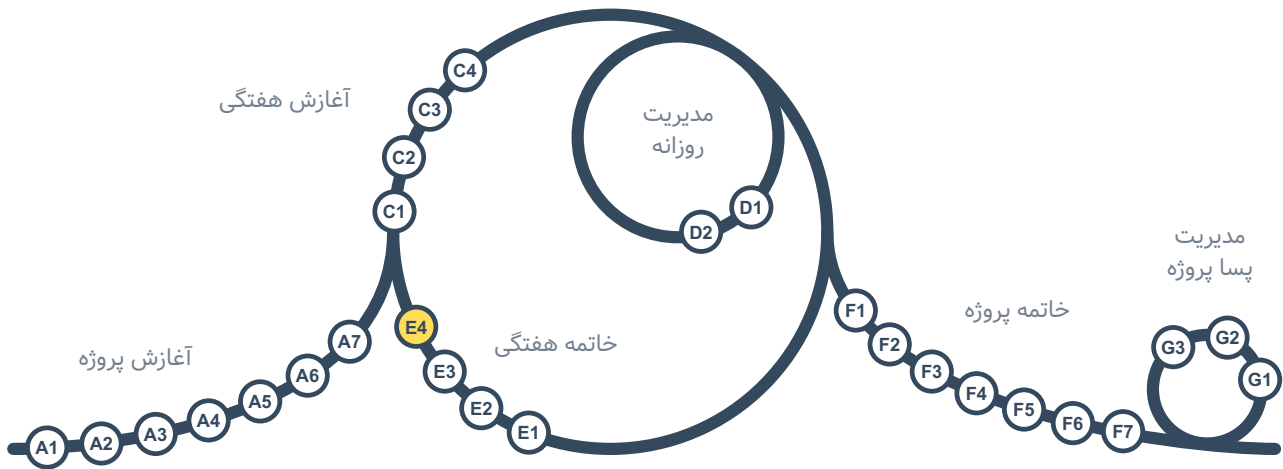 آغازش پروژه
A1
A2
A3
A4
A5
A6
A7
آغازش هفتگی
C1
C2
C3
C4
مدیریت
روزانه
D1
D2
خاتمه هفتگی
E1
E2
E3
E4
خاتمه پروژه
F1
F2
F3
F4
F5
F6
F7
مدیریت
پسا پروژه
G1
G2
G3